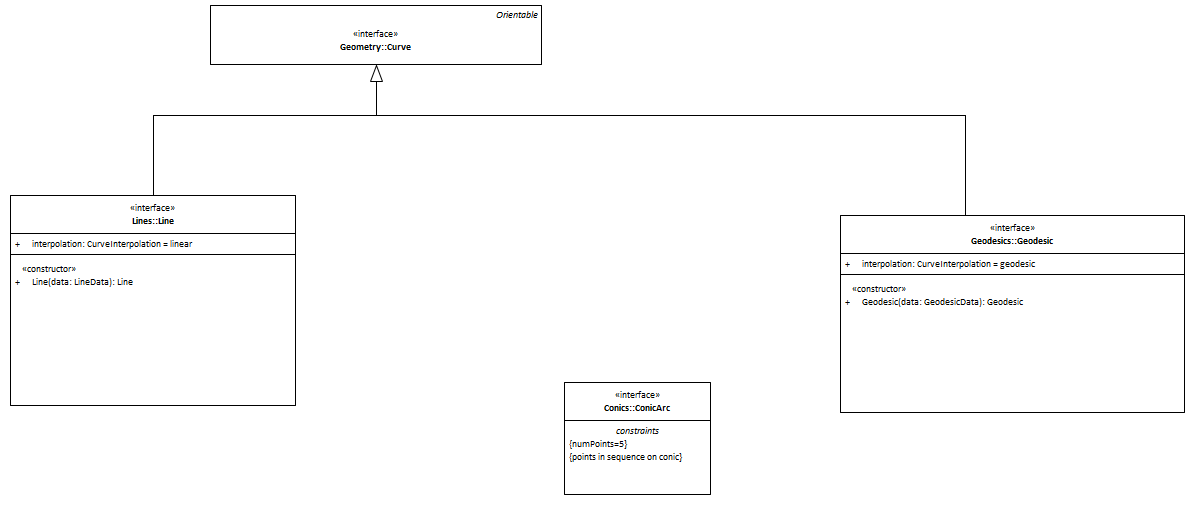 Orientable
«interface»
Geometry::Curve
«interface»
Lines::Line
+ interpolation: CurveInterpolation = linear
«constructor»
+ Line(data: LineData): Line
«interface»
Geodesics::Geodesic
+ interpolation: CurveInterpolation = geodesic
«constructor»
+ Geodesic(data: GeodesicData): Geodesic
«interface»
Conics::ConicArc
constraints
{numPoints=5}
{points in sequence on conic}